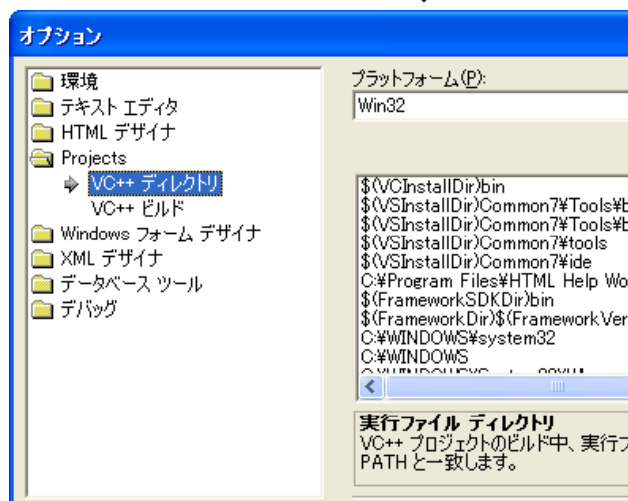 オプション
環境
テキスト エディタ
HTML デザイナ
Projects
VC++ ディレクトリ
VC++ ビルド
Windows フォーム デザイナ
XML デザイナ
データベース ツール
デバッグ
プラットフォーム(P):
Win32
$(VCInstallDir)bin
$(VSInstallDir)Common7¥Tools¥b
$(VSInstallDir)Common7¥Tools¥b
$(VSInstallDir)Common7¥tools
$(VSInstallDir)Common7¥ide
C:¥Program Files¥HTML Help Wo
$(FrameworkSDKDir)bin
$(FrameworkDir)$(FrameworkVer
C:¥WINDOWS¥system32
C:¥WINDOWS
実行ファイル ディレクトリ
VC++ プロジェクトのビルド中、実行フ
PATH と一致します。